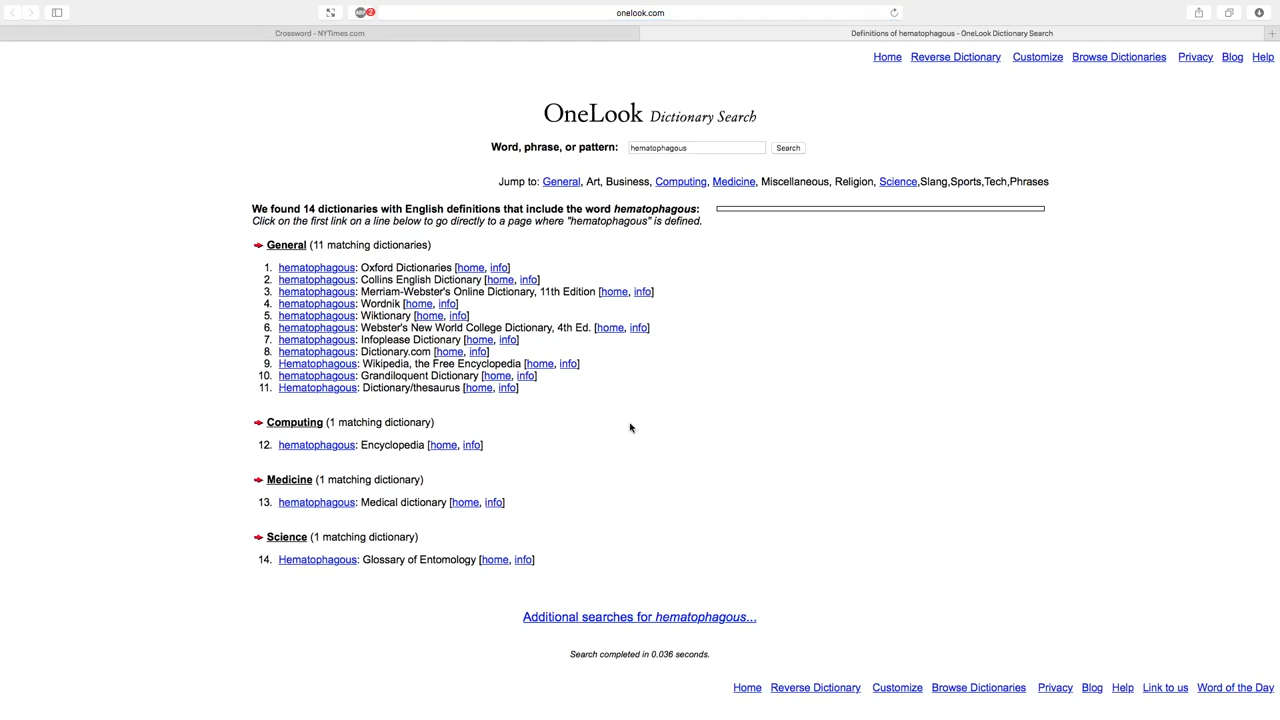 onelook.com
Crossword - NYTimes.com
Definitions of hematophagous - OneLook Dictionary Search
Home Reverse Dictionary Customize Browse Dictionaries Privacy Blog Help
OneLook Dictionary Search
Word, phrase, or pattern: hematophagous Search
Jump to: General, Art, Business, Computing, Medicine, Miscellaneous, Religion, Science,Slang,Sports,Tech,Phrases
We found 14 dictionaries with English definitions that include the word hematophagous:
Click on the first link on a line below to go directly to a page where "hematophagous" is defined.
General (11 matching dictionaries)
1. hematophagous: Oxford Dictionaries [home, info]
2. hematophagous: Collins English Dictionary [home, info]
3. hematophagous: Merriam-Webster's Online Dictionary, 11th Edition [home, info]
4. hematophagous: Wordnik [home, info]
5. hematophagous: Wiktionary [home, info]
6. hematophagous: Webster's New World College Dictionary, 4th Ed. [home, info]
7. hematophagous: Infoplease Dictionary [home, info]
8. hematophagous: Dictionary.com [home, info]
9. Hematophagous: Wikipedia, the Free Encyclopedia [home, info]
10. hematophagous: Grandiloquent Dictionary [home, info]
11. Hematophagous: Dictionary/thesaurus [home, info]
Computing (1 matching dictionary)
12. hematophagous: Encyclopedia [home, info]
Medicine (1 matching dictionary)
13. hematophagous: Medical dictionary [home, info]
Science (1 matching dictionary)
14. Hematophagous: Glossary of Entomology [home, info]
Additional searches for hematophagous...
Search completed in 0.036 seconds.
Home Reverse Dictionary Customize Browse Dictionaries Privacy Blog Help Link to us Word of the Day